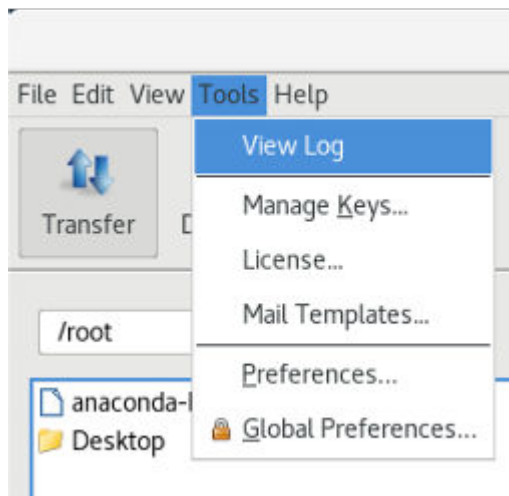 File Edit View Tools Help
View Log
Transfer
Manage Keys...
License...
Mail Templates...
/root
Preferences...
anaconda-
Desktop
Global Preferences...